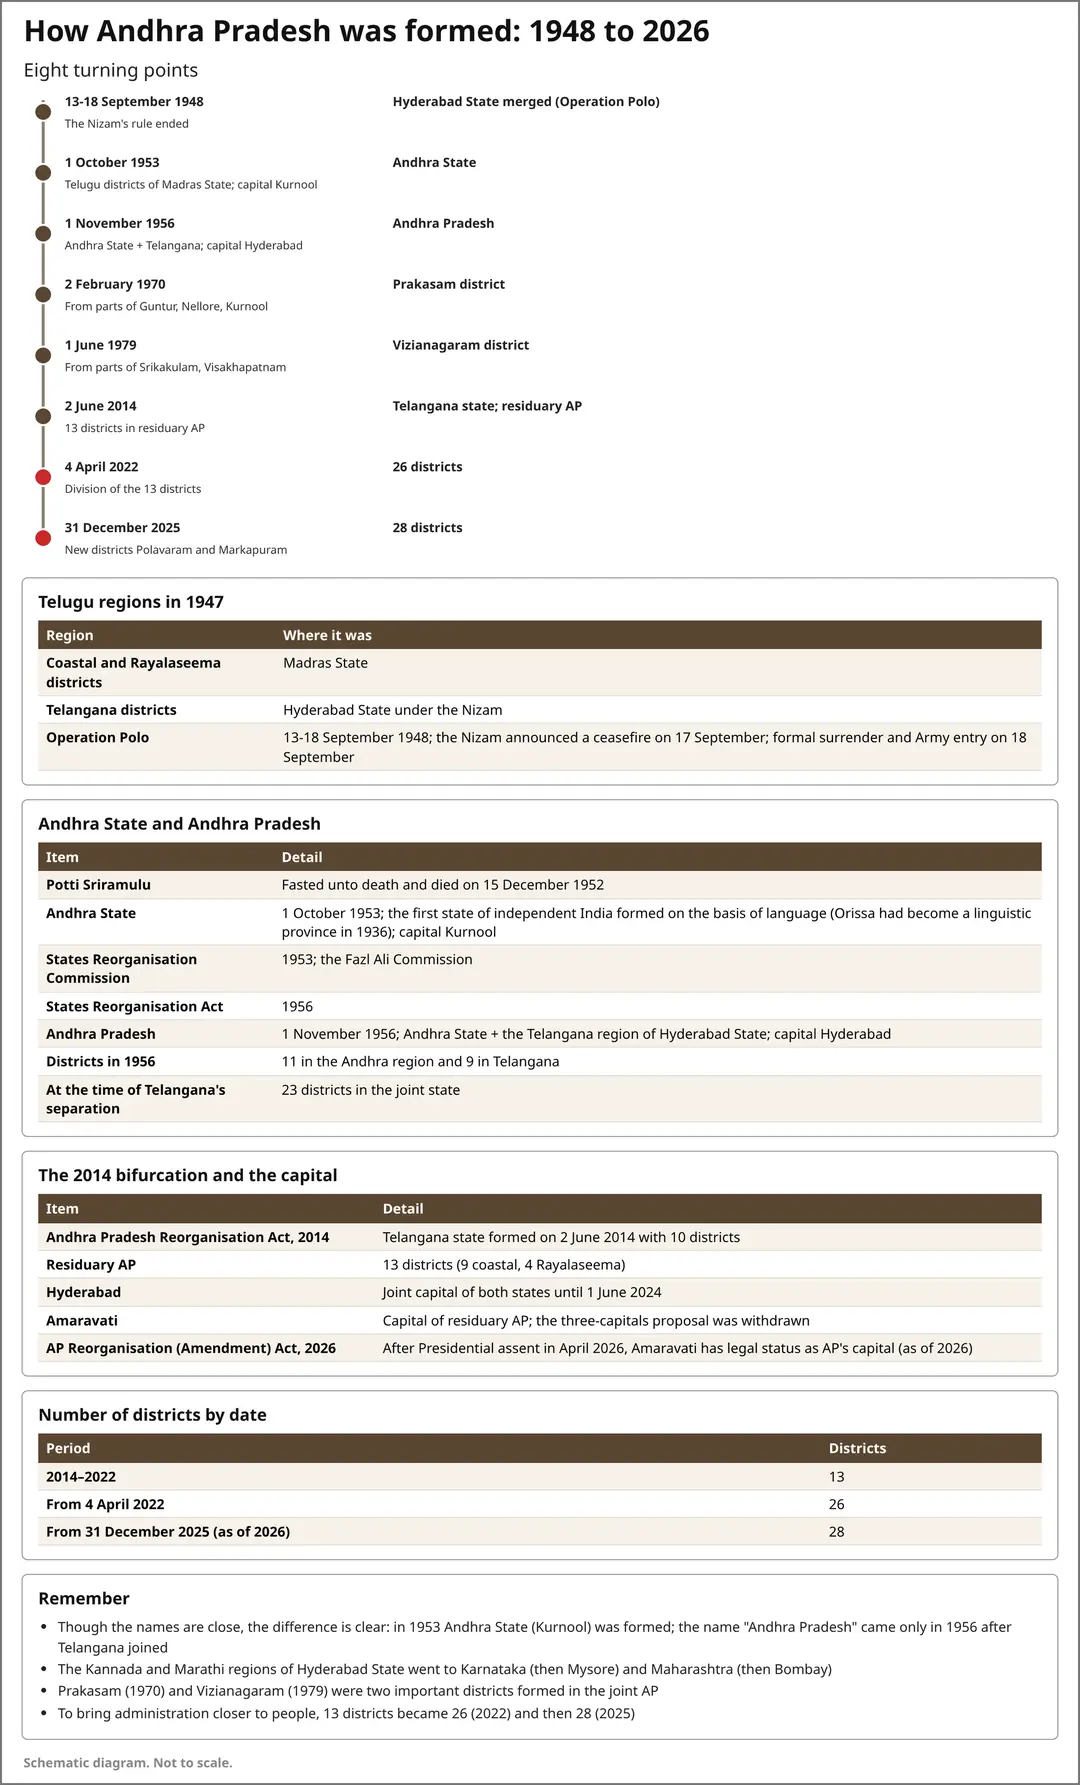 How Andhra Pradesh was formed: 1948 to 2026
Eight turning points
13-18 September 1948
Hyderabad State merged (Operation Polo)
The Nizam's rule ended
1 October 1953
Andhra State
Telugu districts of Madras State; capital Kurnool
1 November 1956
Andhra Pradesh
Andhra State + Telangana; capital Hyderabad
2 February 1970
Prakasam district
From parts of Guntur, Nellore, Kurnool
1 June 1979
Vizianagaram district
From parts of Srikakulam, Visakhapatnam
2 June 2014
Telangana state; residuary AP
13 districts in residuary AP
4 April 2022
26 districts
Division of the 13 districts
31 December 2025
28 districts
New districts Polavaram and Markapuram
Telugu regions in 1947
Region
Where it was
Coastal and Rayalaseema
districts
Madras State
Telangana districts
Hyderabad State under the Nizam
Operation Polo
13-18 September 1948; the Nizam announced a ceasefire on 17 September; formal surrender and Army entry on 18
September
Andhra State and Andhra Pradesh
Item
Detail
Potti Sriramulu
Fasted unto death and died on 15 December 1952
Andhra State
1 October 1953; the first state of independent India formed on the basis of language (Orissa had become a linguistic
province in 1936); capital Kurnool
States Reorganisation
Commission
1953; the Fazl Ali Commission
States Reorganisation Act
1956
Andhra Pradesh
1 November 1956; Andhra State + the Telangana region of Hyderabad State; capital Hyderabad
Districts in 1956
11 in the Andhra region and 9 in Telangana
At the time of Telangana's
separation
23 districts in the joint state
The 2014 bifurcation and the capital
Item
Detail
Andhra Pradesh Reorganisation Act, 2014
Telangana state formed on 2 June 2014 with 10 districts
Residuary AP
13 districts (9 coastal, 4 Rayalaseema)
Hyderabad
Joint capital of both states until 1 June 2024
Amaravati
Capital of residuary AP; the three-capitals proposal was withdrawn
AP Reorganisation (Amendment) Act, 2026
After Presidential assent in April 2026, Amaravati has legal status as AP's capital (as of 2026)
Number of districts by date
Period
Districts
2014–2022
13
From 4 April 2022
26
From 31 December 2025 (as of 2026)
28
Remember
• Though the names are close, the difference is clear: in 1953 Andhra State (Kurnool) was formed; the name "Andhra Pradesh" came only in 1956 after
Telangana joined
• The Kannada and Marathi regions of Hyderabad State went to Karnataka (then Mysore) and Maharashtra (then Bombay)
• Prakasam (1970) and Vizianagaram (1979) were two important districts formed in the joint AP
• To bring administration closer to people, 13 districts became 26 (2022) and then 28 (2025)
Schematic diagram. Not to scale.